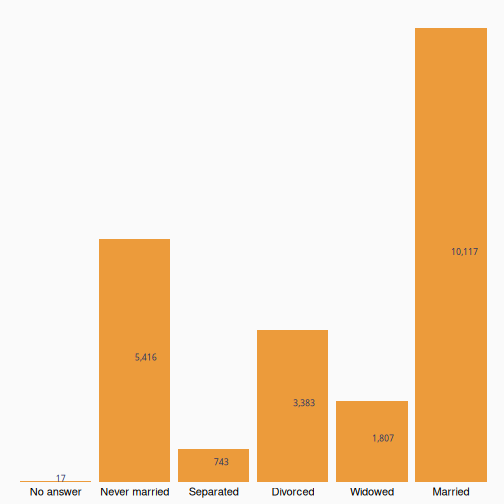 10,117
5,416
3,383
1,807
743
17
No answer
Never married
Separated
Divorced
Widowed
Married